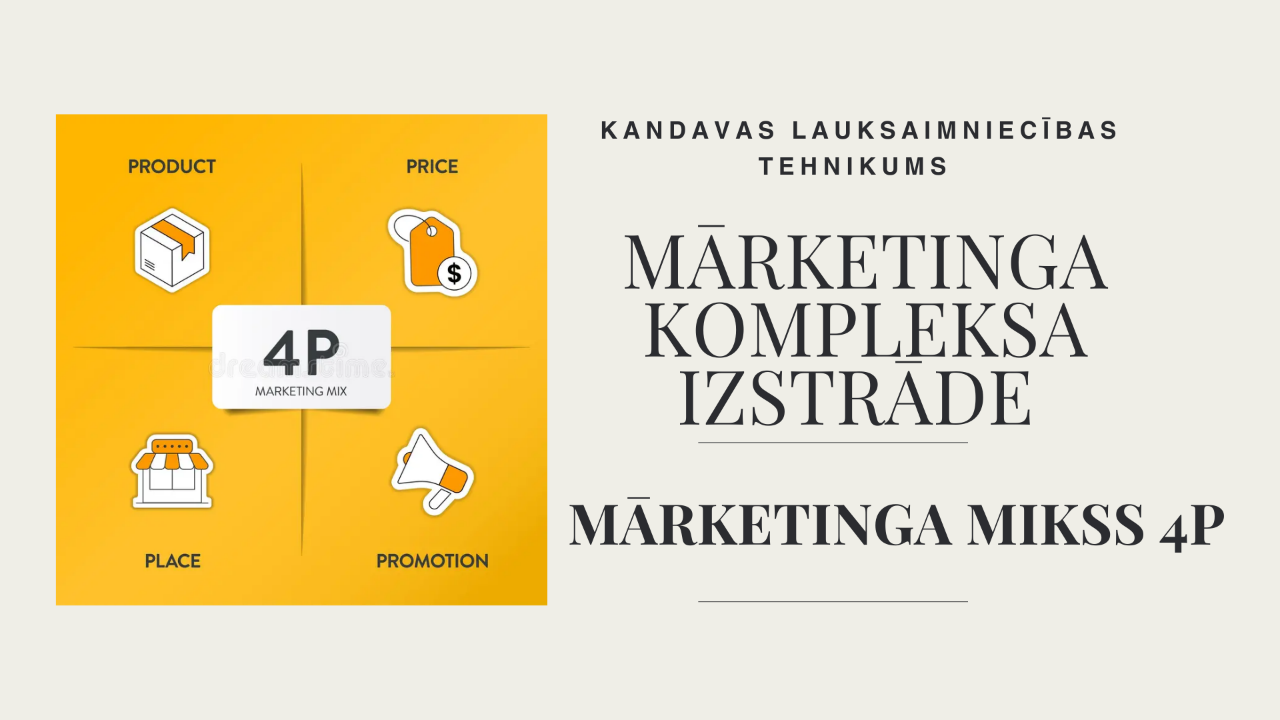 PRODUCT
PRICE
$
4P
MARKETING MIX
PLACE
PROMOTION
KANDAVAS LAUKSAIMNIECĪBAS
TEHNIKUMS
MĀRKETINGA
KOMPLEKSA
IZSTRĀDE
MĀRKETINGA MIKSS 4P